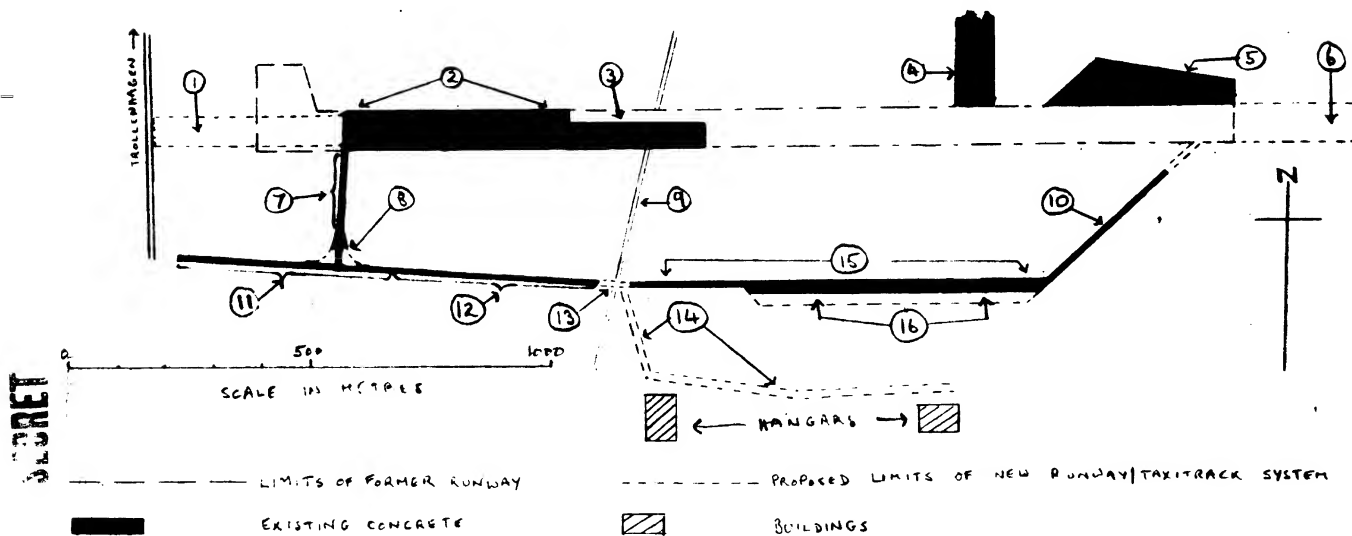 TROLLENHAGEN →
1
2
3
4
5
6
7
8
9
10
11
12
13
14
15
16
N
0 500 1000
SCALE IN METRES
SECRET
← HANGARS →
LIMITS OF FORMER RUNWAY
PROPOSED LIMITS OF NEW RUNWAY/TAXITRACK SYSTEM
EXISTING CONCRETE
BUILDINGS